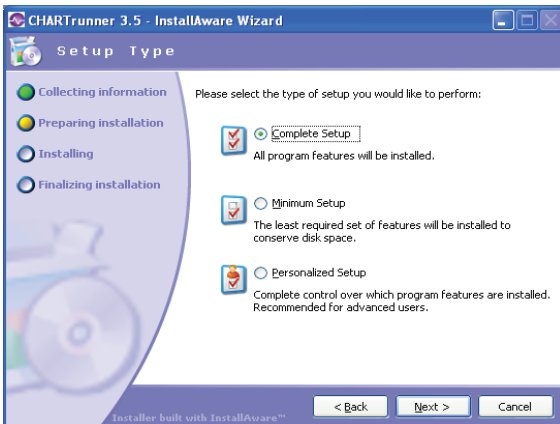 CHARTrunner 3.5 - InstallAware Wizard
Setup Type
Collecting information
Preparing installation
Installing
Finalizing installation
Please select the type of setup you would like to perform:
Complete Setup
All program features will be installed.
Minimum Setup
The least required set of features will be installed to
conserve disk space.
Personalized Setup
Complete control over which program features are installed.
Recommended for advanced users.
Installer built with InstallAware™
< Back
Next >
Cancel